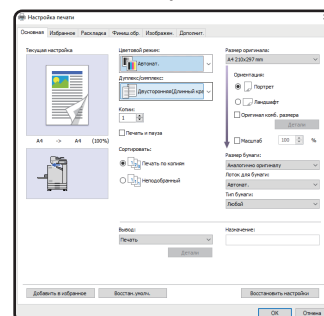 Настройка печати
Основная Избранное Раскладка Финиш.обр. Изображен. Дополнит.
Текущая настройка
A4 -> A4 (100%)
Цветовой режим:
Автомат.
Дуплекс/симплекс:
Двусторонняя(Длинный кра
Копии:
1
Печать и пауза
Сортировать:
Печать по копиям
Неподобранный
Вывод:
Печать
Детали
Размер оригинала:
A4 210x297 mm
Ориентация:
Портрет
Ландшафт
Оригинал комб. размера
Детали
Масштаб 100 %
Размер бумаги:
Аналогично оригиналу
Лоток для бумаги:
Автомат.
Тип бумаги:
Любой
Назначение:
Добавить в избранное Восстан.умолч. Восстановить настройки
OK Отмена